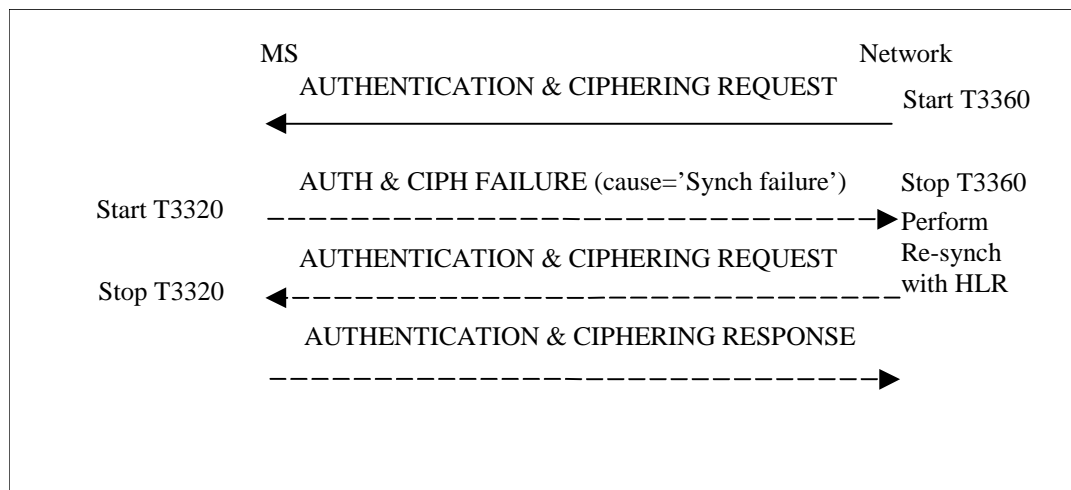 MS
Network
AUTHENTICATION & CIPHERING REQUEST
Start T3360
AUTH & CIPH FAILURE (cause=’Synch failure’)
Stop T3360
Start T3320
Perform
Re-synch
with HLR
AUTHENTICATION & CIPHERING REQUEST
Stop T3320
AUTHENTICATION & CIPHERING RESPONSE